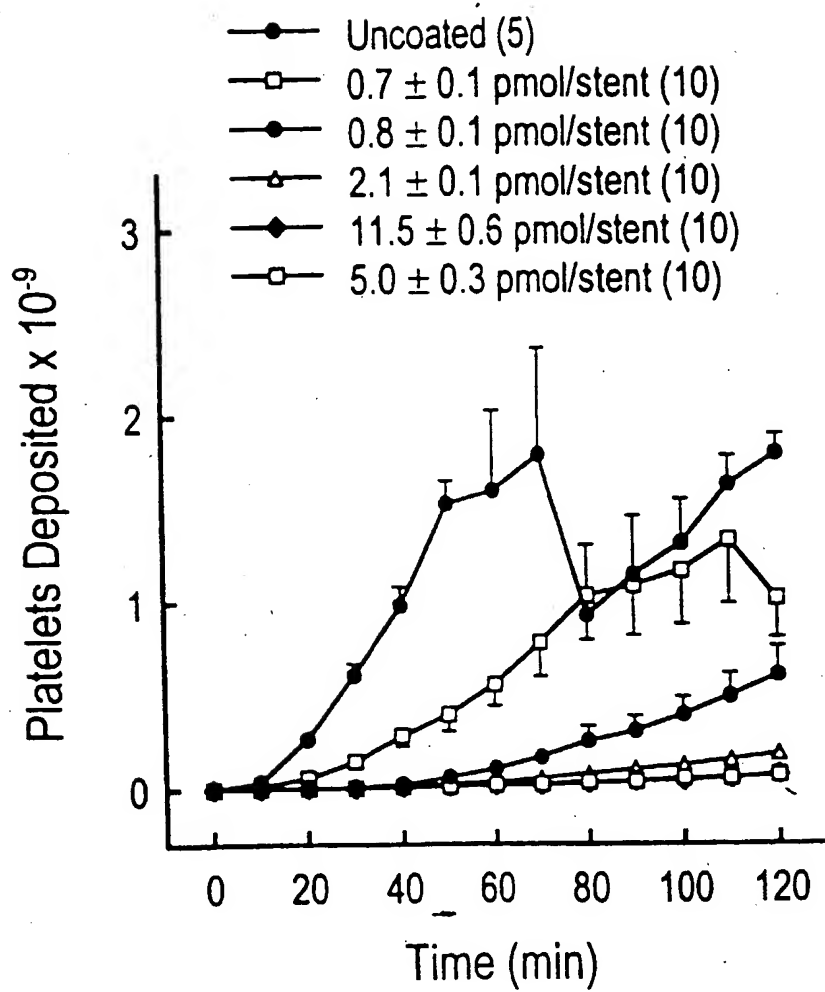 Uncoated (5)
0.7 ± 0.1 pmol/stent (10)
0.8 ± 0.1 pmol/stent (10)
2.1 ± 0.1 pmol/stent (10)
11.5 ± 0.6 pmol/stent (10)
5.0 ± 0.3 pmol/stent (10)
Platelets Deposited x 10⁻⁹
3
2
1
0
0 20 40 60 80 100 120
Time (min)